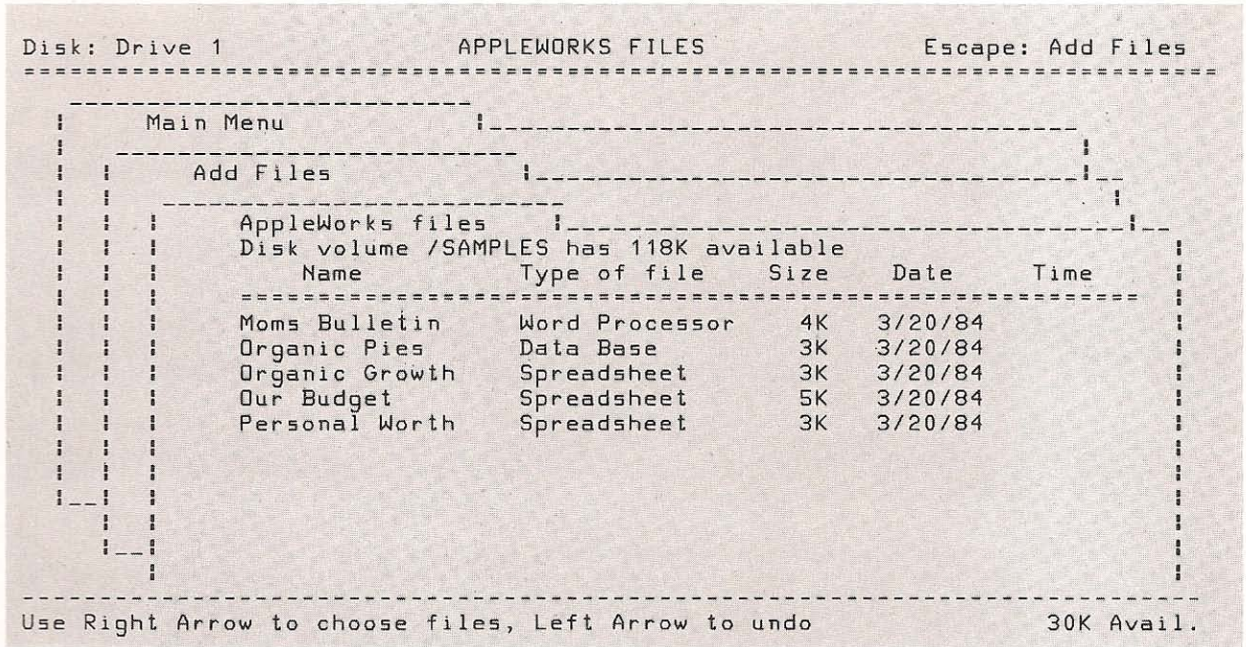 Disk: Drive 1 APPLEWORKS FILES Escape: Add Files
Main Menu
Add Files
AppleWorks files
Disk volume /SAMPLES has 118K available
Name Type of file Size Date Time
Moms Bulletin Word Processor 4K 3/20/84
Organic Pies Data Base 3K 3/20/84
Organic Growth Spreadsheet 3K 3/20/84
Our Budget Spreadsheet 5K 3/20/84
Personal Worth Spreadsheet 3K 3/20/84
Use Right Arrow to choose files, Left Arrow to undo 30K Avail.